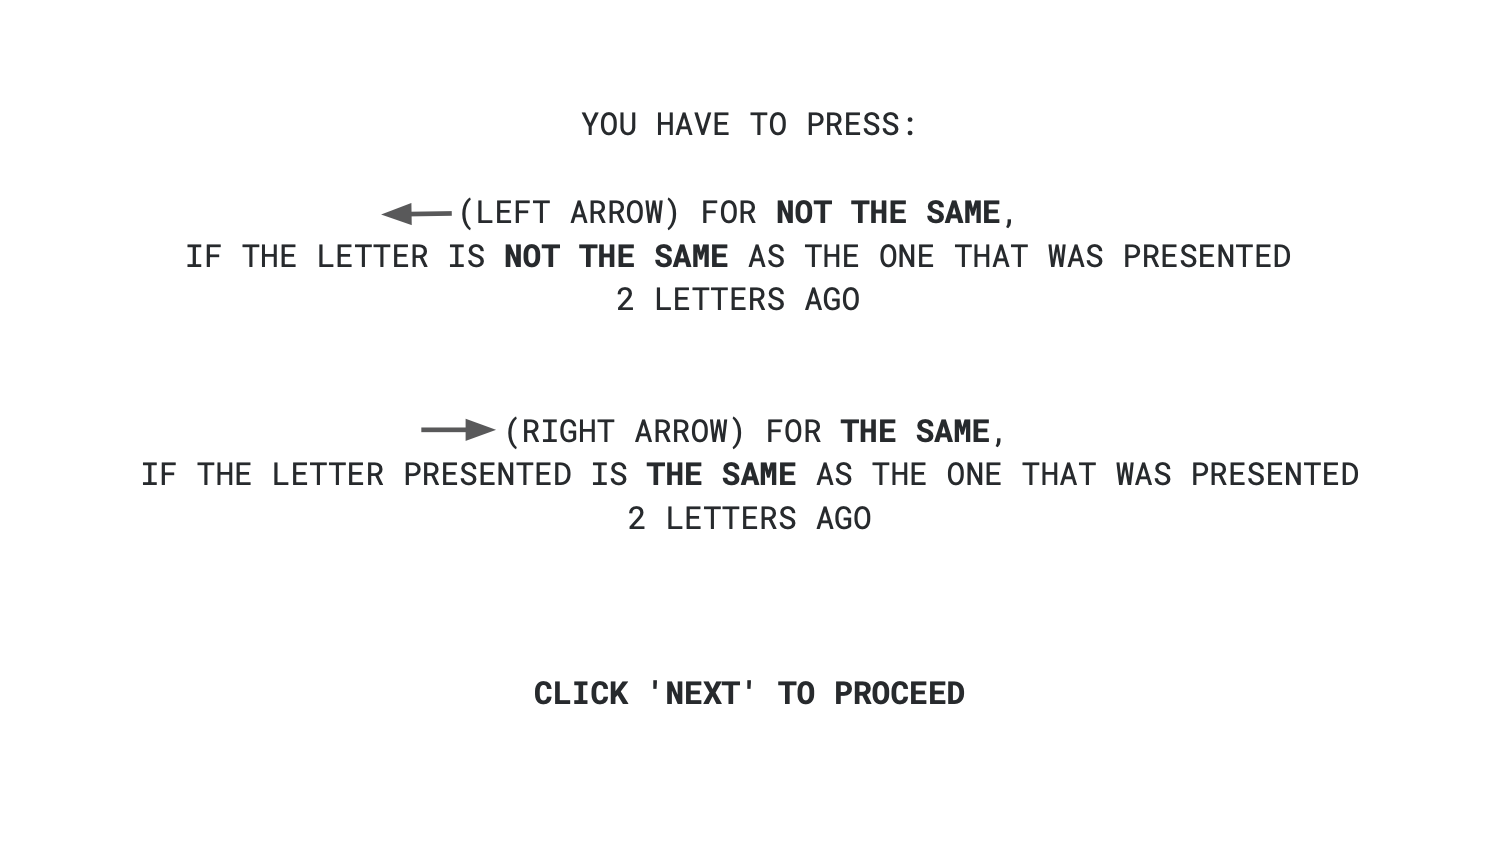 YOU HAVE TO PRESS:
(LEFT ARROW) FOR NOT THE SAME,
IF THE LETTER IS NOT THE SAME AS THE ONE THAT WAS PRESENTED
2 LETTERS AGO
(RIGHT ARROW) FOR THE SAME,
IF THE LETTER PRESENTED IS THE SAME AS THE ONE THAT WAS PRESENTED
2 LETTERS AGO
CLICK 'NEXT' TO PROCEED